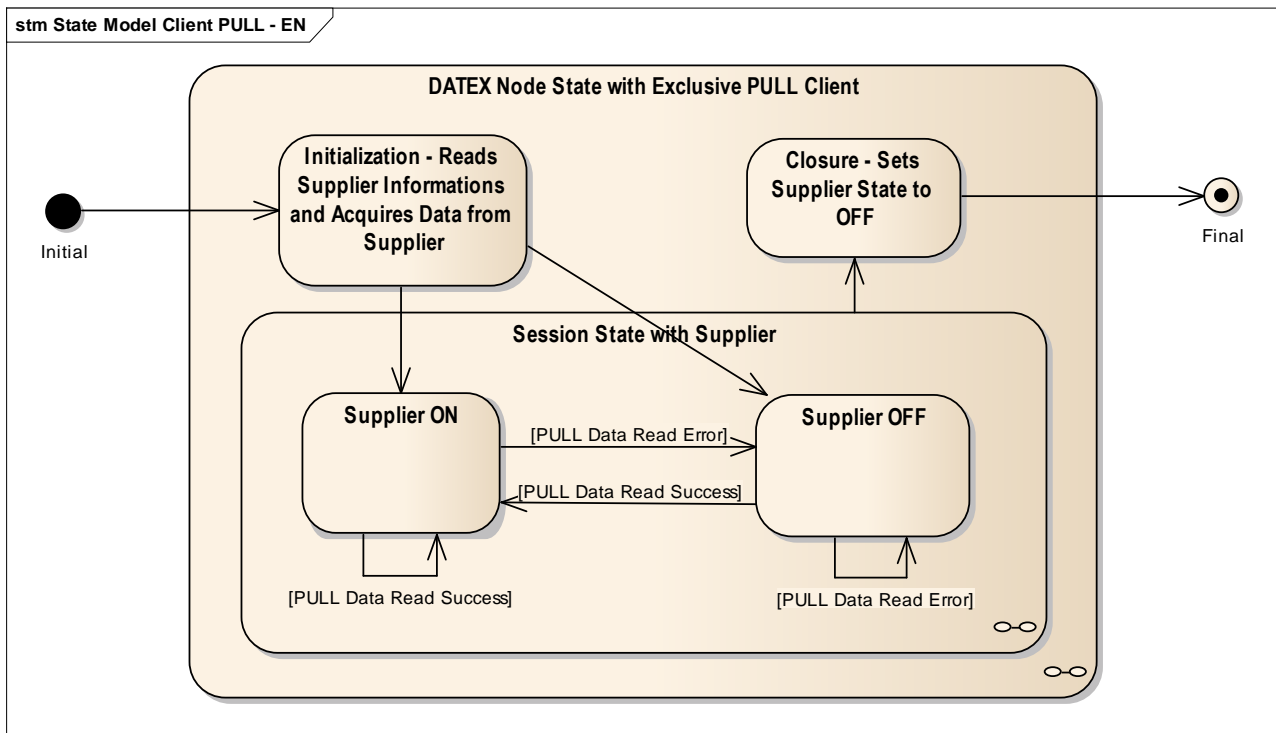 stm State Model Client PULL - EN
DATEX Node State with Exclusive PULL Client
Initialization - Reads
Supplier Informations
and Acquires Data from
Supplier
Closure - Sets
Supplier State to
OFF
Initial
Final
Session State with Supplier
Supplier ON
Supplier OFF
[PULL Data Read Error]
[PULL Data Read Success]
[PULL Data Read Success]
[PULL Data Read Error]